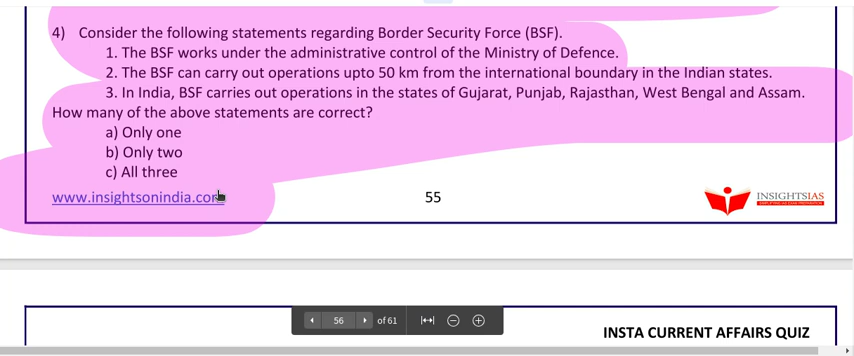 4) Consider the following statements regarding Border Security Force (BSF).
1. The BSF works under the administrative control of the Ministry of Defence.
2. The BSF can carry out operations upto 50 km from the international boundary in the Indian states.
3. In India, BSF carries out operations in the states of Gujarat, Punjab, Rajasthan, West Bengal and Assam.
How many of the above statements are correct?
a) Only one
b) Only two
c) All three
www.insightsonindia.com
55
INSIGHTSIAS
56
of 61
INSTA CURRENT AFFAIRS QUIZ